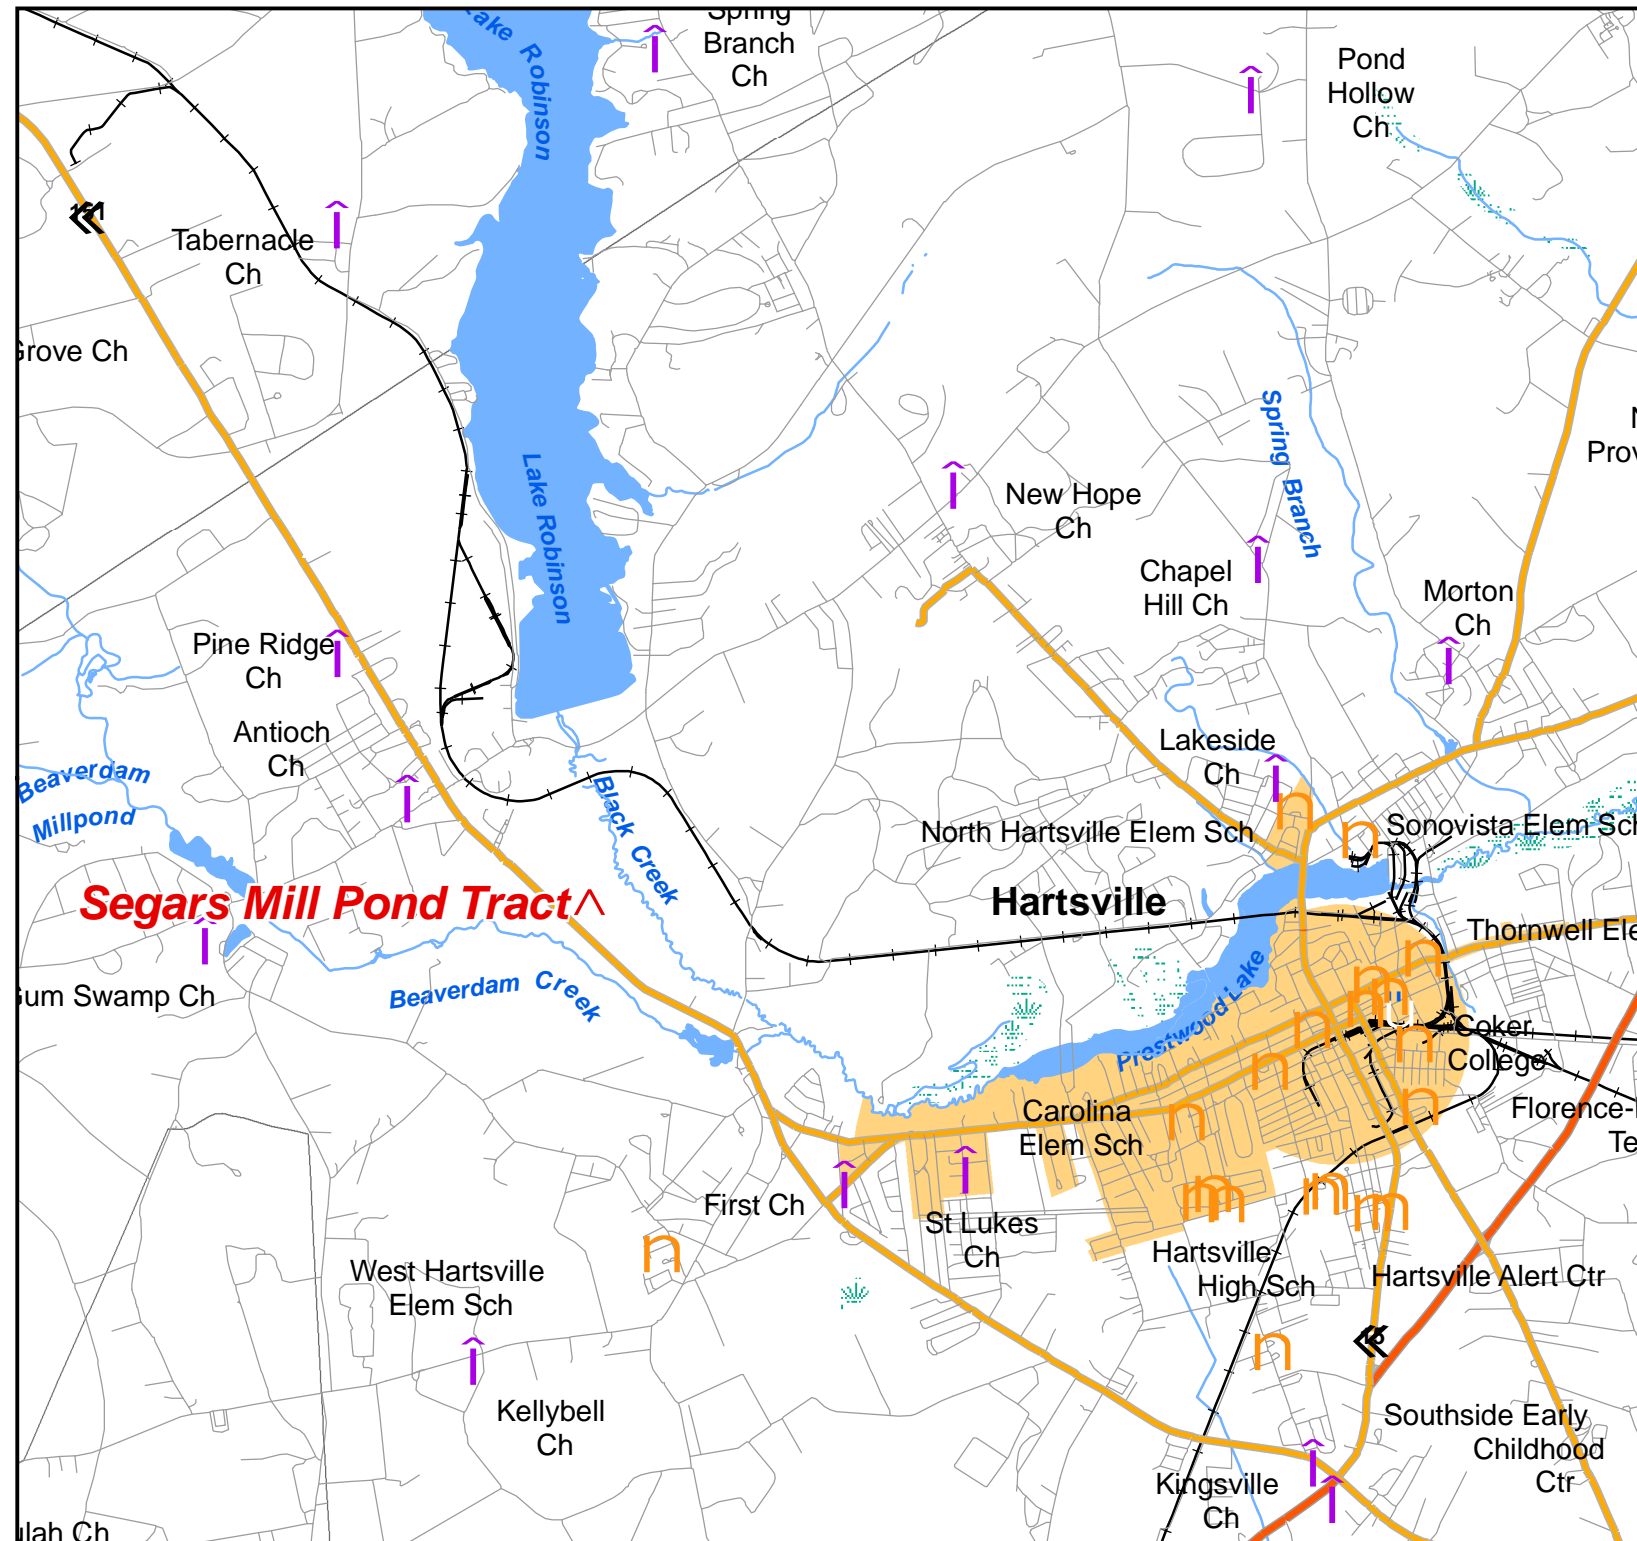 Spring
Branch
Ch
Lake Robinson
Pond
Hollow
Ch
Tabernacle
Ch
Grove Ch
Spring Branch
Lake Robinson
New Hope
Ch
Chapel
Hill Ch
Morton
Ch
Pine Ridge
Ch
Antioch
Ch
Lakeside
Ch
Beaverdam
Millpond
Black Creek
North Hartsville Elem Sch
Sonovista Elem Sch
Segars Mill Pond Tract
Hartsville
Thornwell Ele
Gum Swamp Ch
Beaverdam Creek
Prestwood Lake
Coker
College
Carolina
Elem Sch
Florence-
Te
First Ch
St Lukes
Ch
Hartsville
High Sch
Hartsville Alert Ctr
West Hartsville
Elem Sch
Kellybell
Ch
Southside Early
Childhood
Ctr
Kingsville
Ch
ulah Ch
151
15
Prov